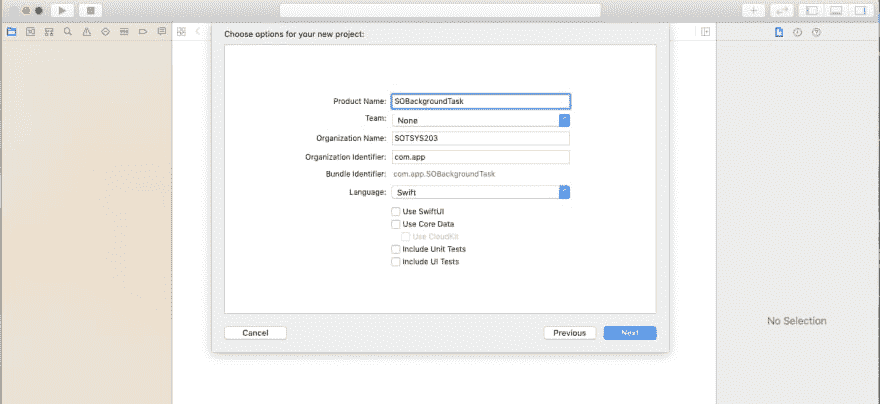 Choose options for your new project:
Product Name: SOBackgroundTask
Team: None
Organization Name: SOTSYS203
Organization Identifier: com.app
Bundle Identifier: com.app.SOBackgroundTask
Language: Swift
Use SwiftUI
Use Core Data
Use CloudKit
Include Unit Tests
Include UI Tests
No Selection
Cancel Previous Next